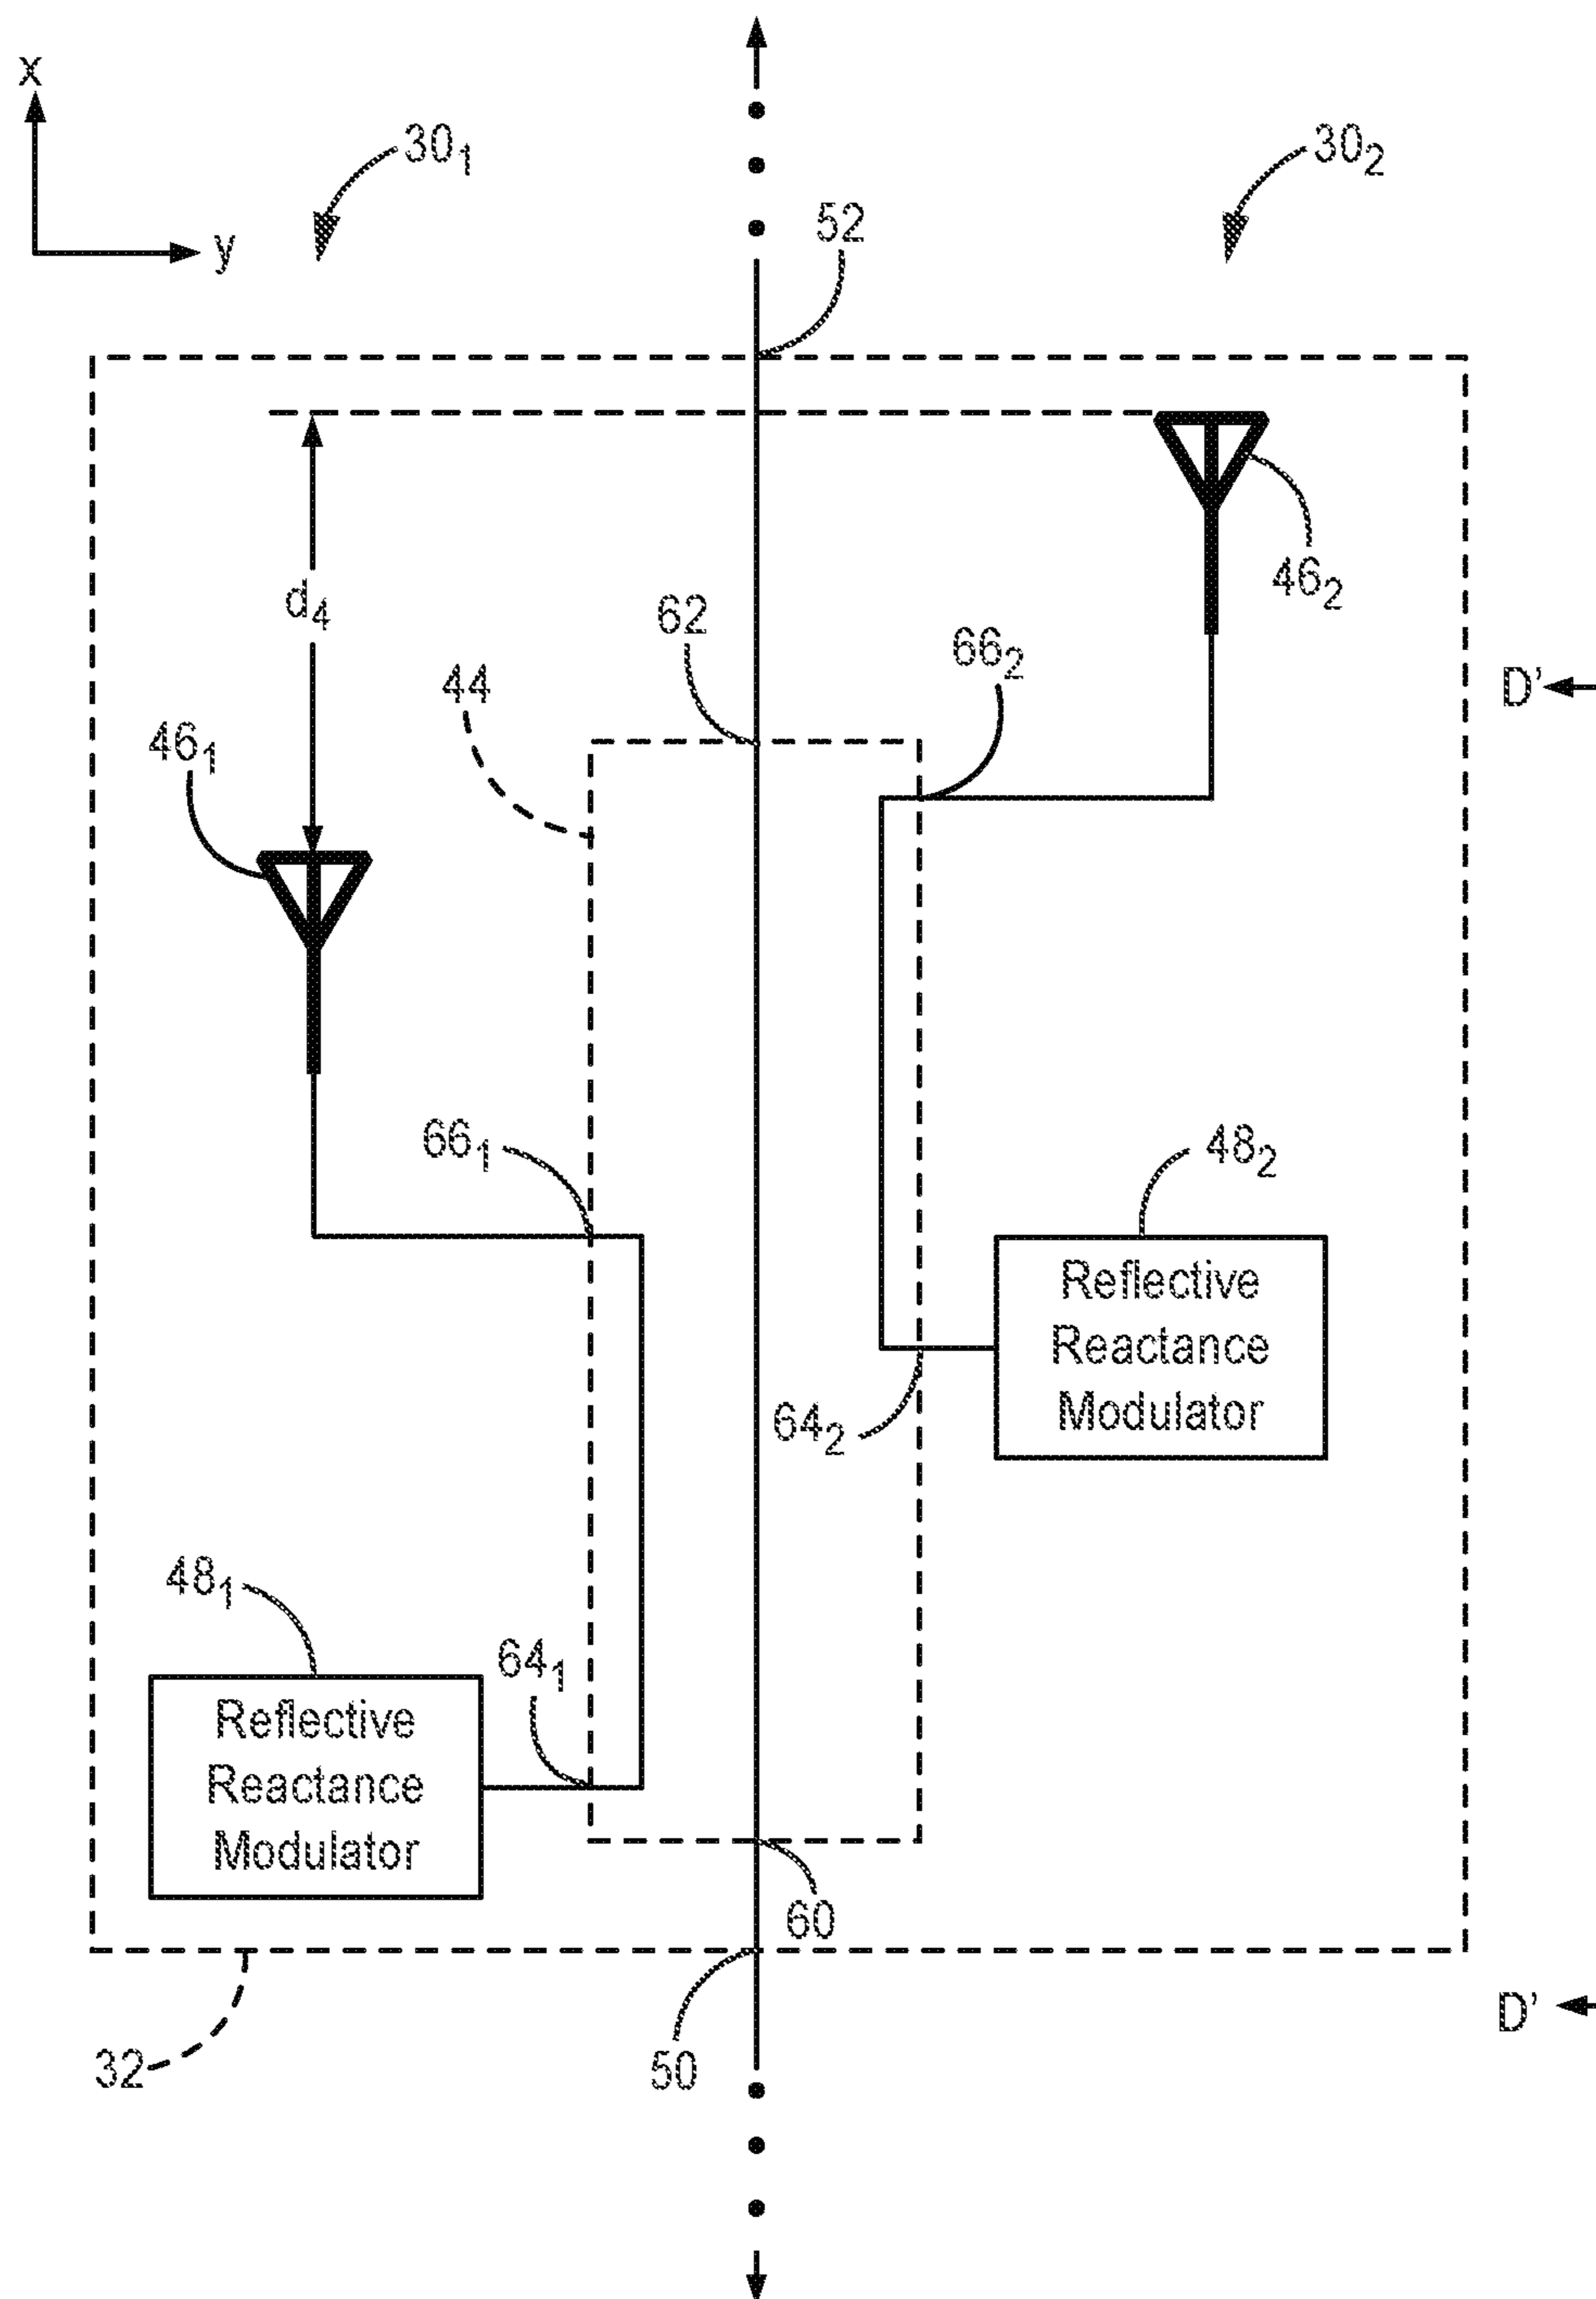 x
30₁
30₂
y
52
d₄
46₂
62
66₂
44
D'
46₁
66₁
48₂
Reflective
Reactance
Modulator
64₂
48₁
64₁
Reflective
Reactance
Modulator
60
D'
32
50